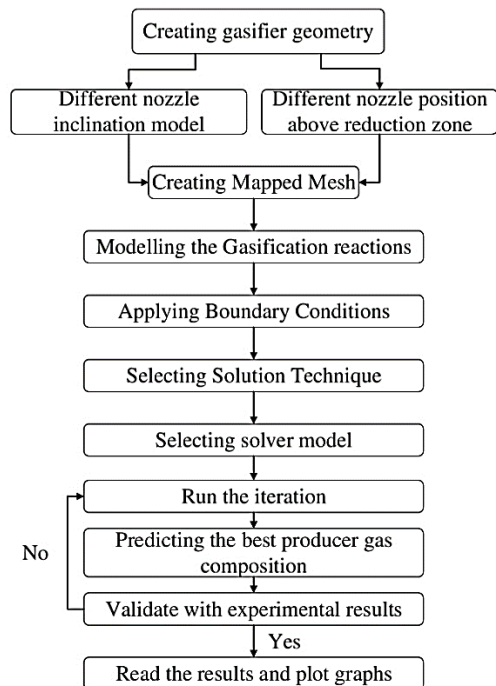 Creating gasifier geometry
Different nozzle
inclination model
Different nozzle position
above reduction zone
Creating Mapped Mesh
Modelling the Gasification reactions
Applying Boundary Conditions
Selecting Solution Technique
Selecting solver model
Run the iteration
No
Predicting the best producer gas
composition
Validate with experimental results
Yes
Read the results and plot graphs